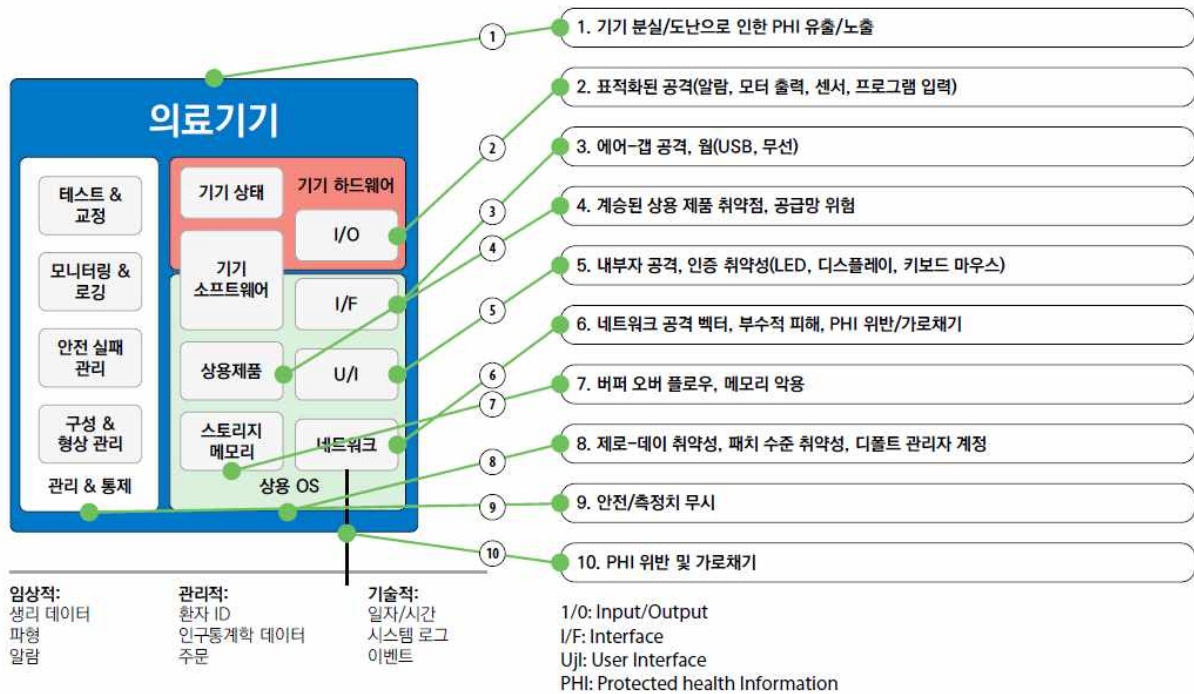 의료기기
테스트 &
교정
모니터링 &
로깅
안전 실패
관리
구성 &
형상 관리
관리 & 통제
기기 상태
기기 하드웨어
I/O
기기
소프트웨어
I/F
상용제품
U/I
스토리지
메모리
네트워크
상용 OS
1
2
3
4
5
6
7
8
9
10
1. 기기 분실/도난으로 인한 PHI 유출/노출
2. 표적화된 공격(알람, 모터 출력, 센서, 프로그램 입력)
3. 에어-갭 공격, 웜(USB, 무선)
4. 계승된 상용 제품 취약점, 공급망 위험
5. 내부자 공격, 인증 취약성(LED, 디스플레이, 키보드 마우스)
6. 네트워크 공격 벡터, 부수적 피해, PHI 위반/가로채기
7. 버퍼 오버 플로우, 메모리 악용
8. 제로-데이 취약성, 패치 수준 취약성, 디폴트 관리자 계정
9. 안전/측정치 무시
10. PHI 위반 및 가로채기
임상적:
생리 데이터
파형
알람
관리적:
환자 ID
인구통계학 데이터
주문
기술적:
일자/시간
시스템 로그
이벤트
1/0: Input/Output
I/F: Interface
UjI: User Interface
PHI: Protected health Information